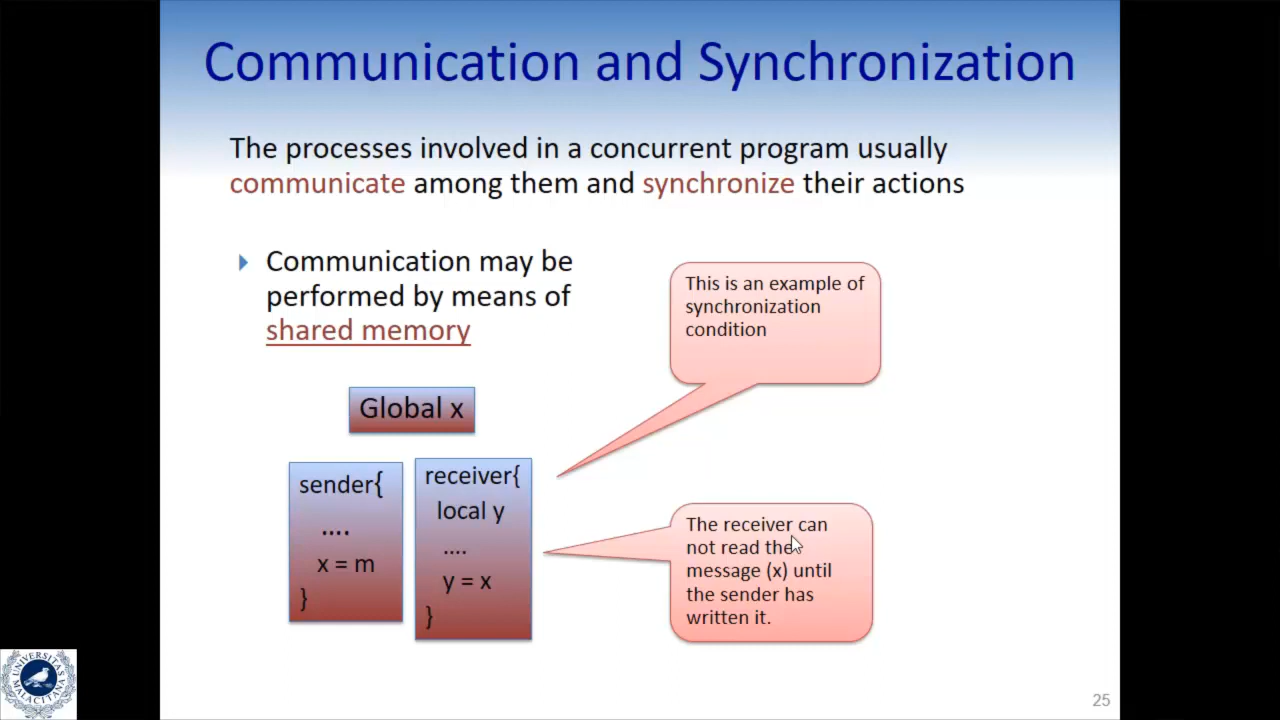 Communication and Synchronization
The processes involved in a concurrent program usually
communicate among them and synchronize their actions
Communication may be
performed by means of
shared memory
This is an example of
synchronization
condition
Global x
sender{
....
x = m
}
receiver{
local y
....
y = x
}
The receiver can
not read the
message (x) until
the sender has
written it.
25
UNIVERSITAS
MALACITANA